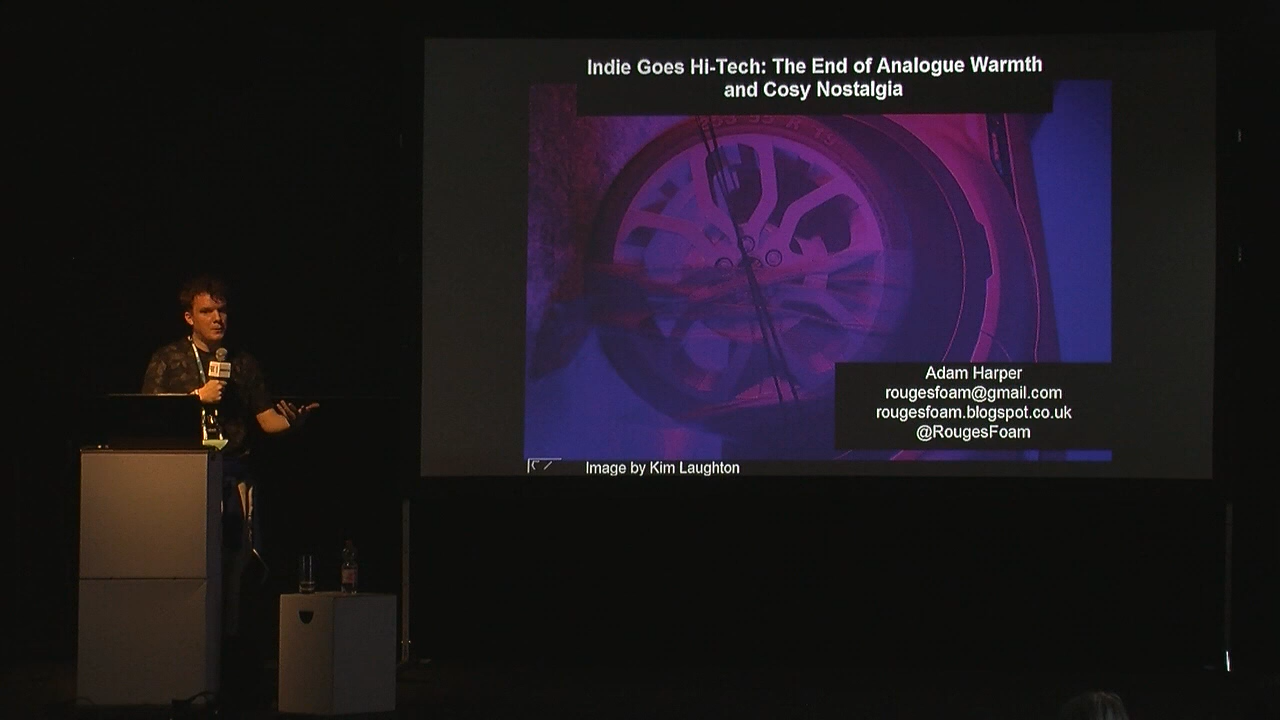 Indie Goes Hi-Tech: The End of Analogue Warmth
and Cosy Nostalgia
Adam Harper
rougesfoam@gmail.com
rougesfoam.blogspot.co.uk
@RougesFoam
Image by Kim Laughton